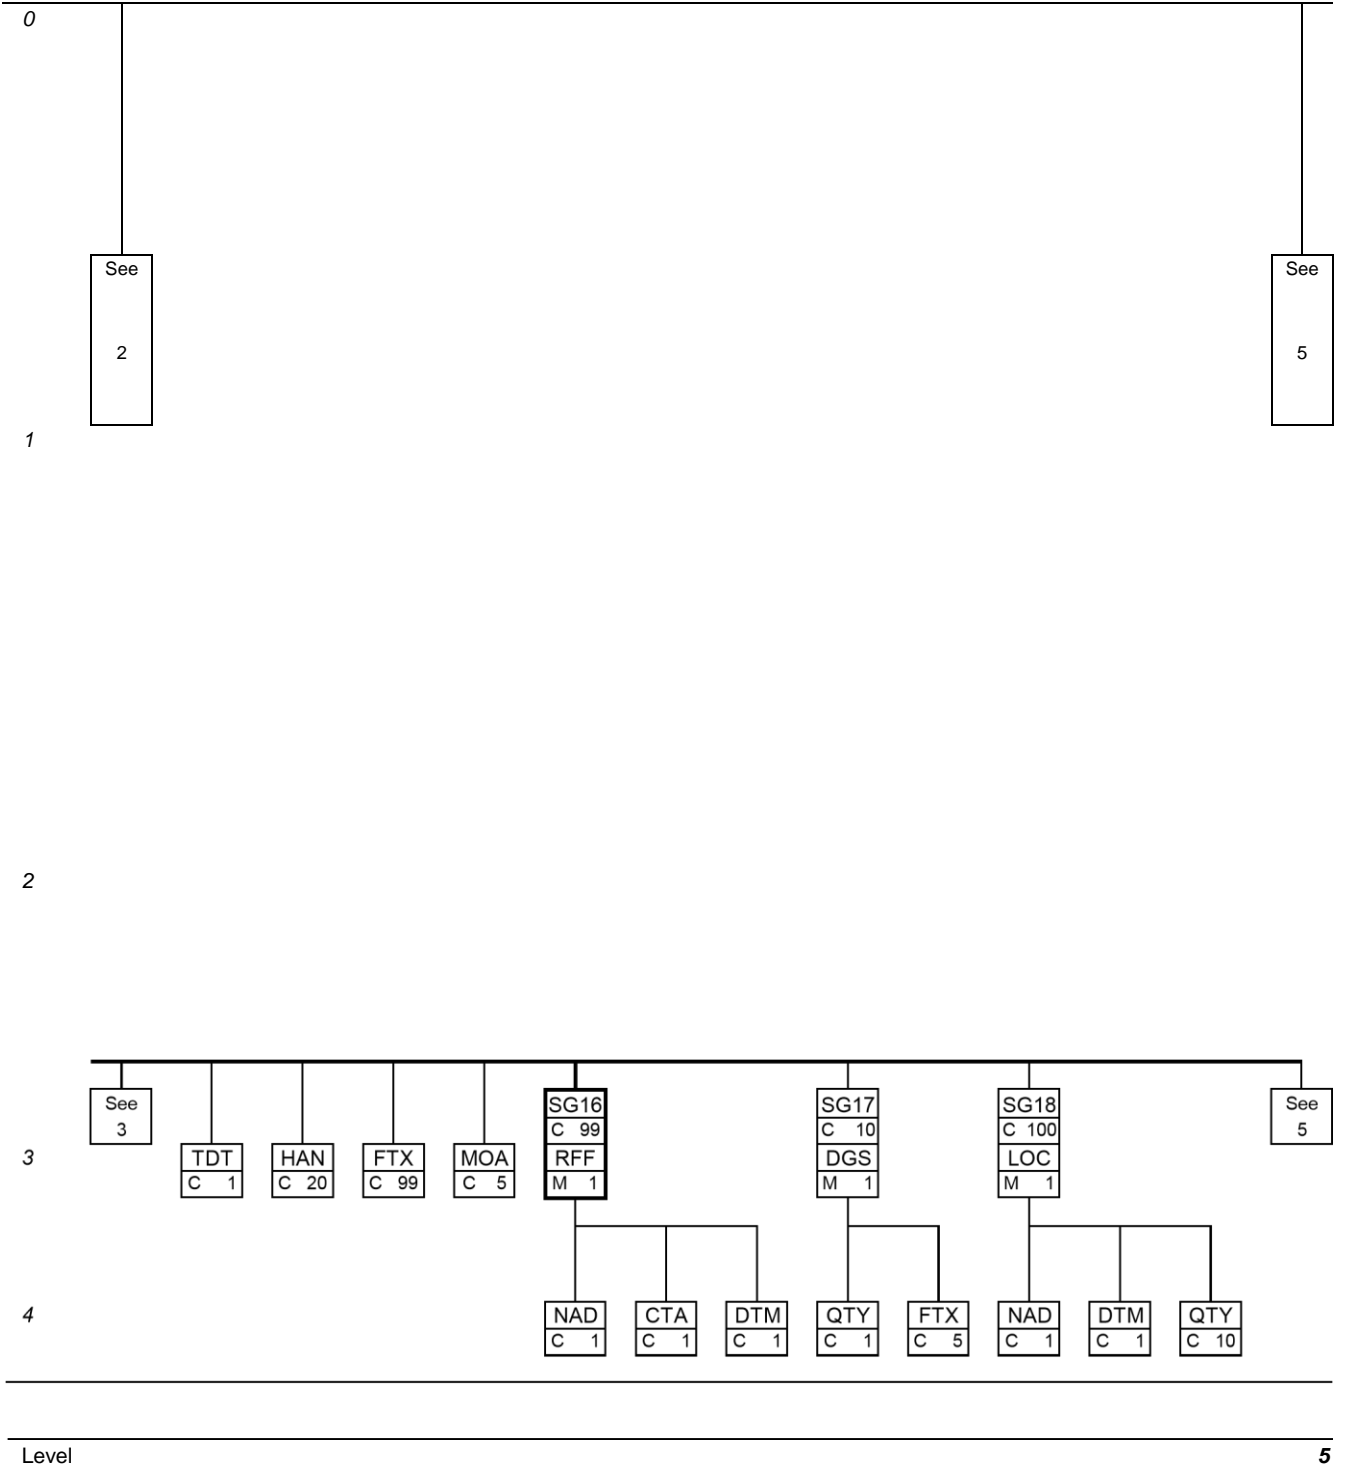 0
See
See
2
5
1
2
See
3
SG16
C 99
SG17
C 10
SG18
C 100
See
5
3
TDT
C 1
HAN
C 20
FTX
C 99
MOA
C 5
RFF
M 1
DGS
M 1
LOC
M 1
4
NAD
C 1
CTA
C 1
DTM
C 1
QTY
C 1
FTX
C 5
NAD
C 1
DTM
C 1
QTY
C 10
Level
5